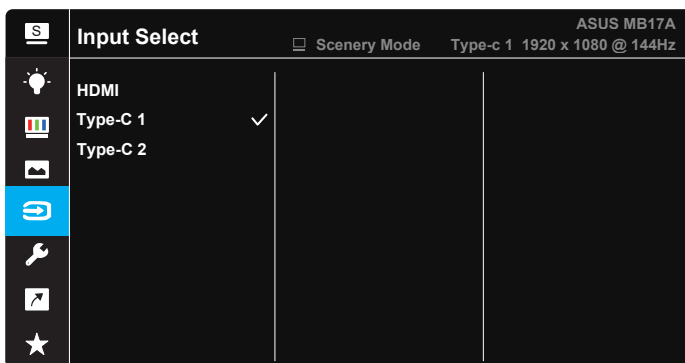 S
Input Select
ASUS MB17A
Scenery Mode Type-c 1 1920 x 1080 @ 144Hz
HDMI
Type-C 1
Type-C 2